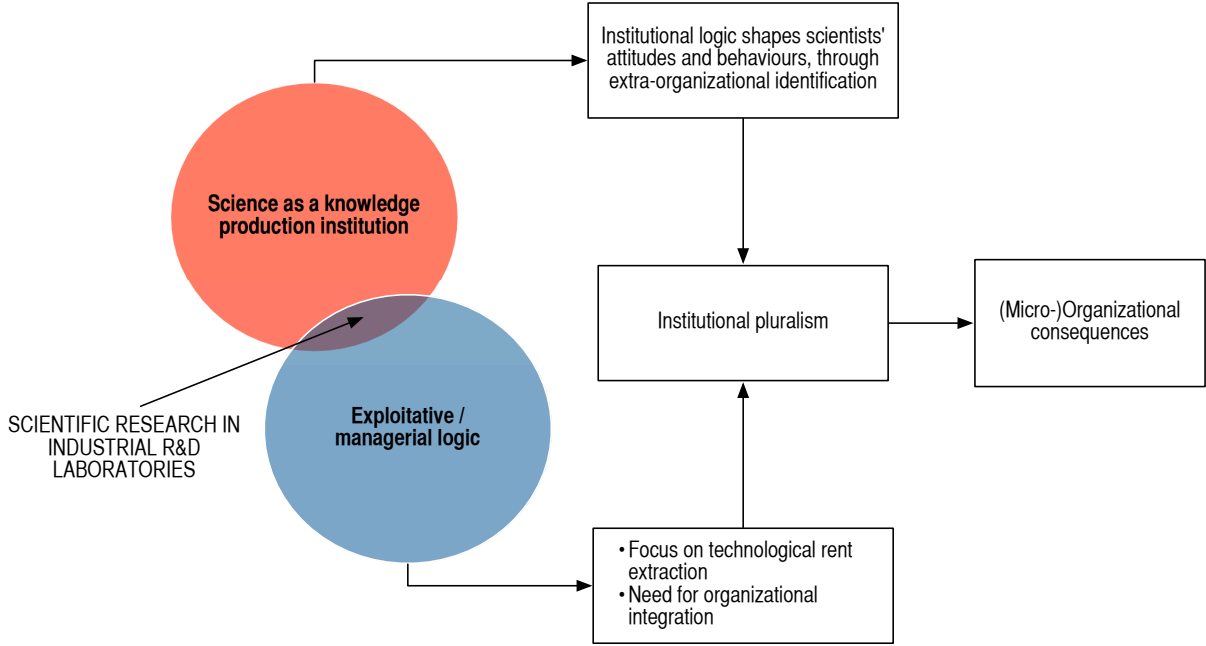 Institutional logic shapes scientists'
attitudes and behaviours, through
extra-organizational identification
Science as a knowledge
production institution
Institutional pluralism
(Micro-)Organizational
consequences
SCIENTIFIC RESEARCH IN
INDUSTRIAL R&D
LABORATORIES
Exploitative /
managerial logic
• Focus on technological rent
extraction
• Need for organizational
integration